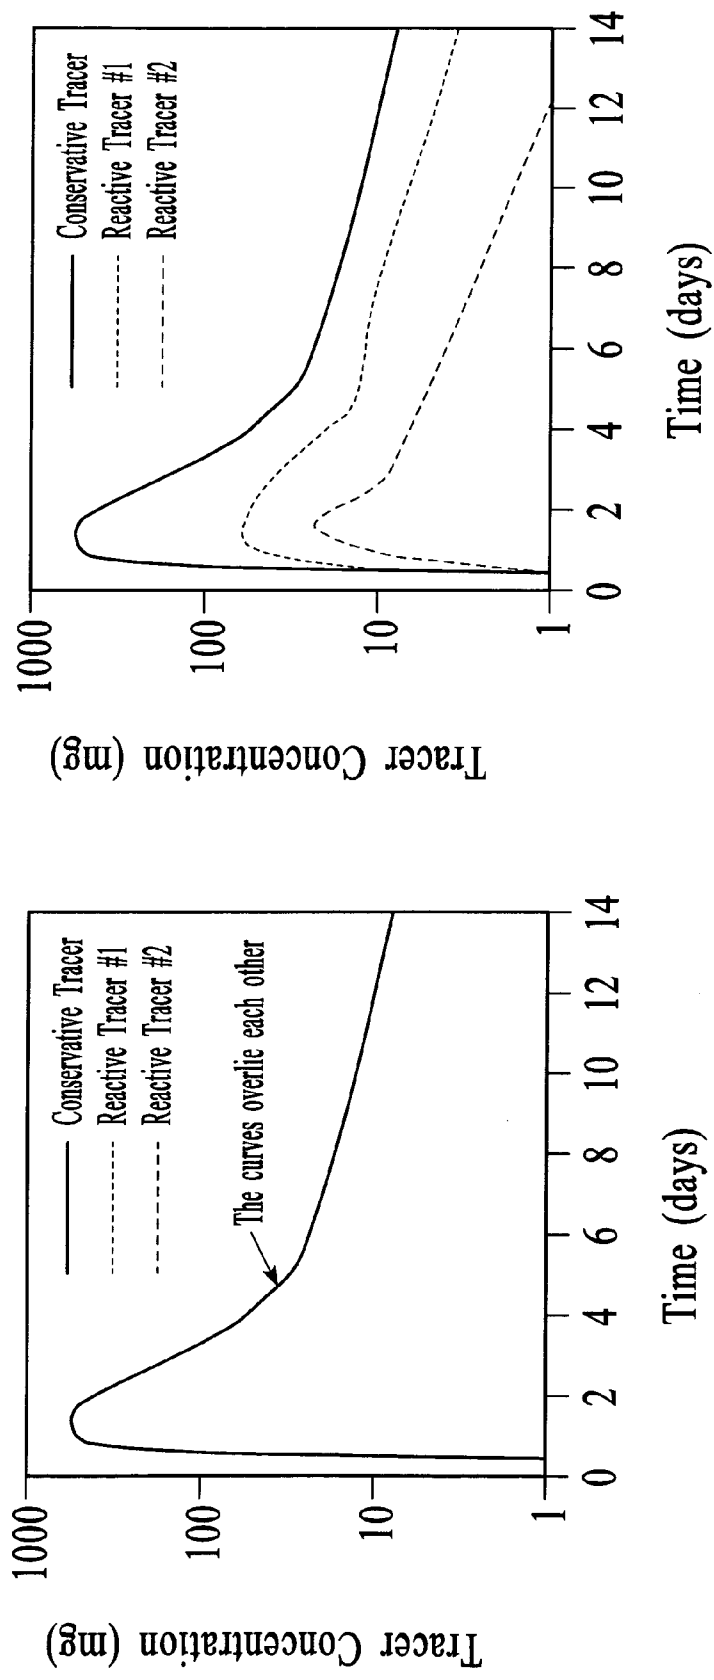 Tracer Concentration (mg)
1000
100
10
1
Conservative Tracer
Reactive Tracer #1
Reactive Tracer #2
The curves overlie each other
0 2 4 6 8 10 12 14
Time (days)
Tracer Concentration (mg)
1000
100
10
1
Conservative Tracer
Reactive Tracer #1
Reactive Tracer #2
0 2 4 6 8 10 12 14
Time (days)